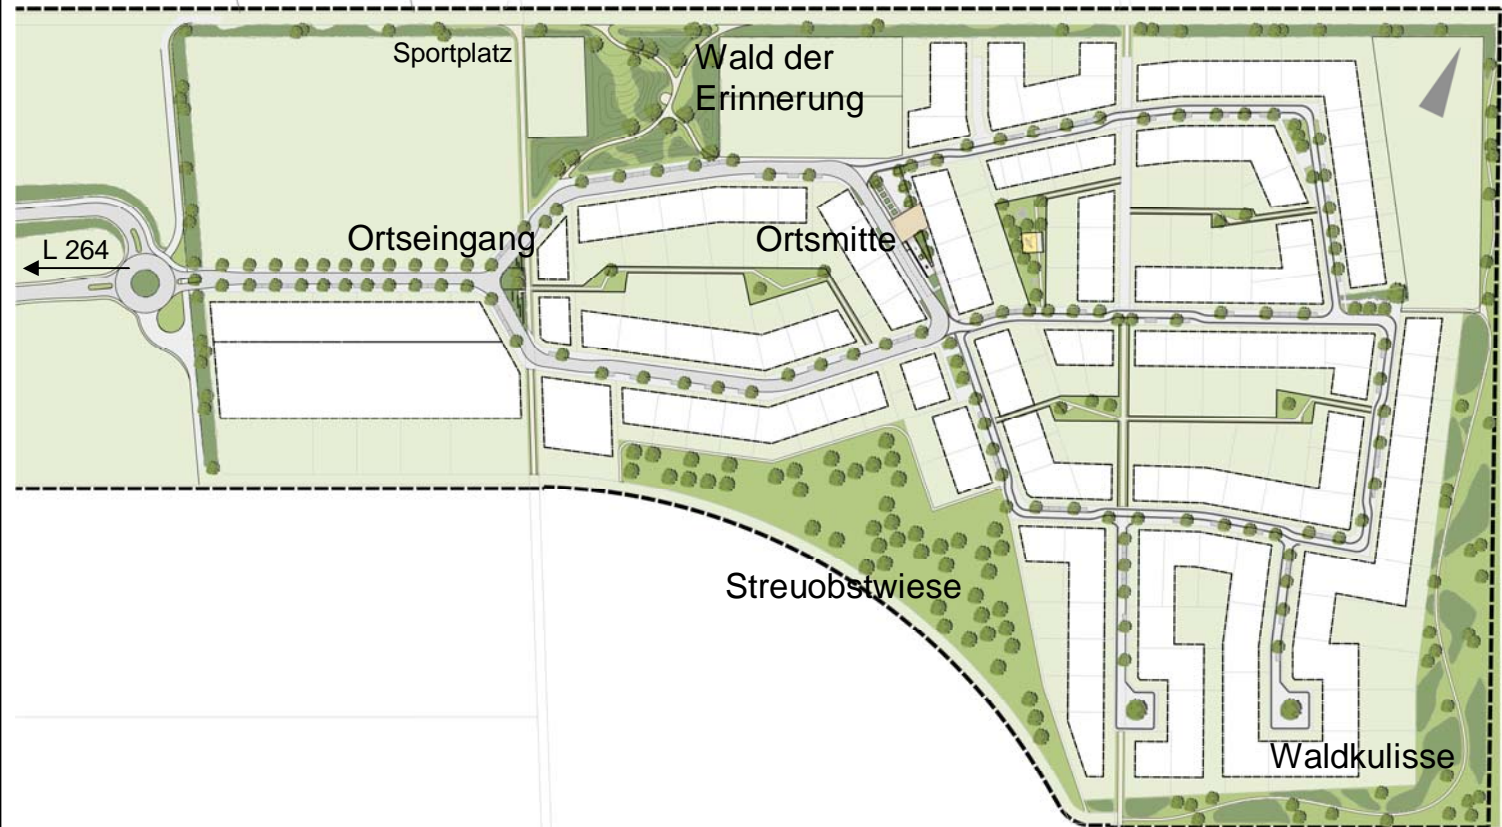 Sportplatz
Wald der
Erinnerung
Ortseingang
Ortsmitte
L 264
Streuobstwiese
Waldkulisse